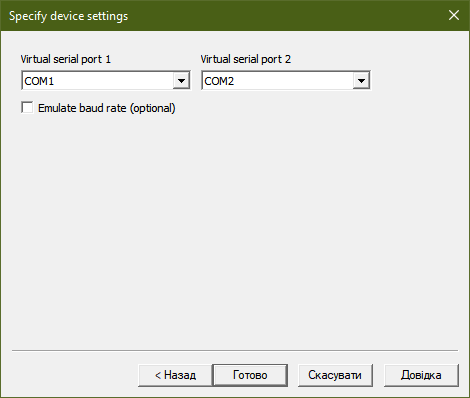 Specify device settings
Virtual serial port 1 Virtual serial port 2
COM1 COM2
Emulate baud rate (optional)
< Назад Готово Скасувати Довідка